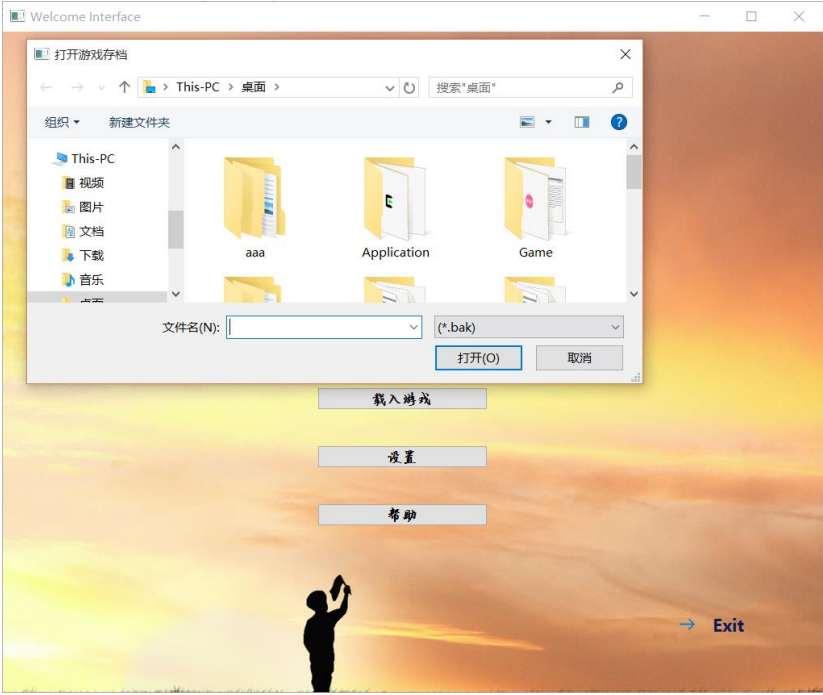 Welcome Interface
打开游戏存档
This-PC > 桌面 >
搜索"桌面"
组织
新建文件夹
This-PC
视频
图片
文档
下载
音乐
桌面
aaa
Application
Game
文件名(N):
(*.bak)
打开(O)
取消
载入游戏
设置
帮助
→ Exit